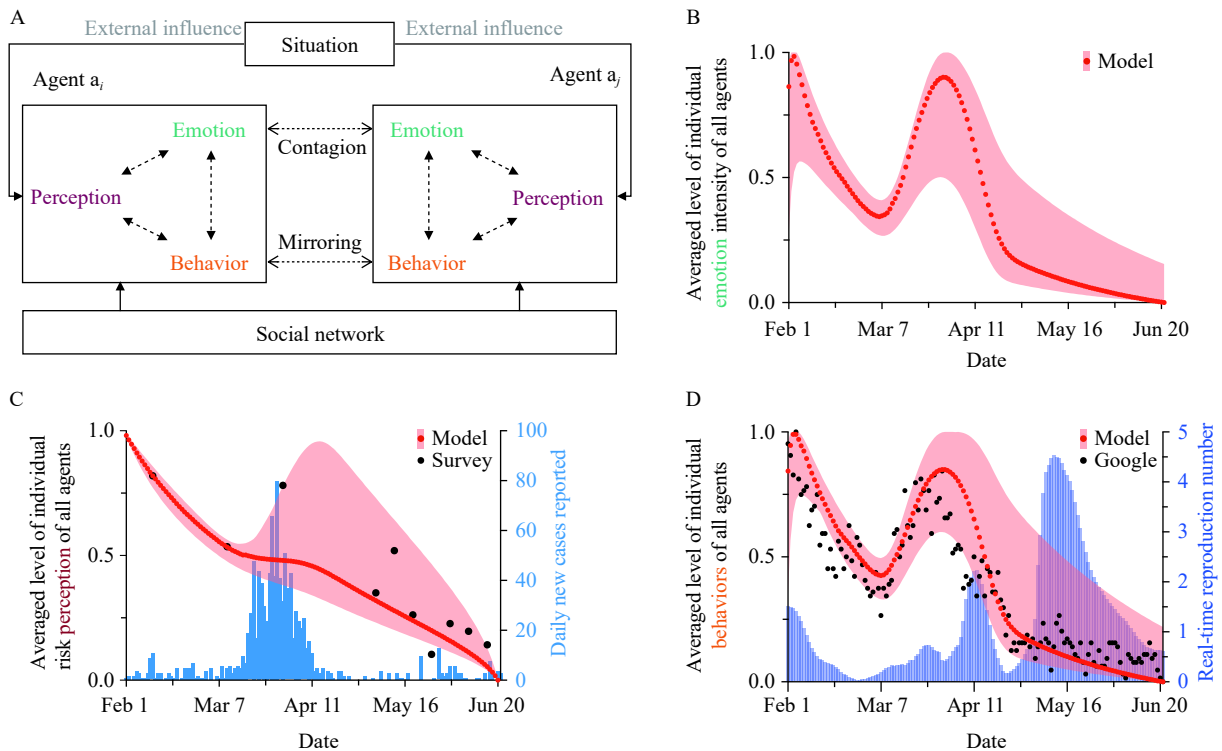 A
External influence
External influence
Situation
Agent aᵢ
Agent aⱼ
Emotion
Contagion
Emotion
Perception
Perception
Behavior
Mirroring
Behavior
Social network
B
Averaged level of individual
emotion intensity of all agents
1.0
0.5
0.0
Model
Feb 1
Mar 7
Apr 11
May 16
Jun 20
Date
C
Averaged level of individual
risk perception of all agents
1.0
0.5
0.0
Model
Survey
100
80
60
40
20
0
Daily new cases reported
Feb 1
Mar 7
Apr 11
May 16
Jun 20
Date
D
Averaged level of individual
behaviors of all agents
1.0
0.5
0.0
Model
Google
5
4
3
2
1
0
Real-time reproduction number
Feb 1
Mar 7
Apr 11
May 16
Jun 20
Date